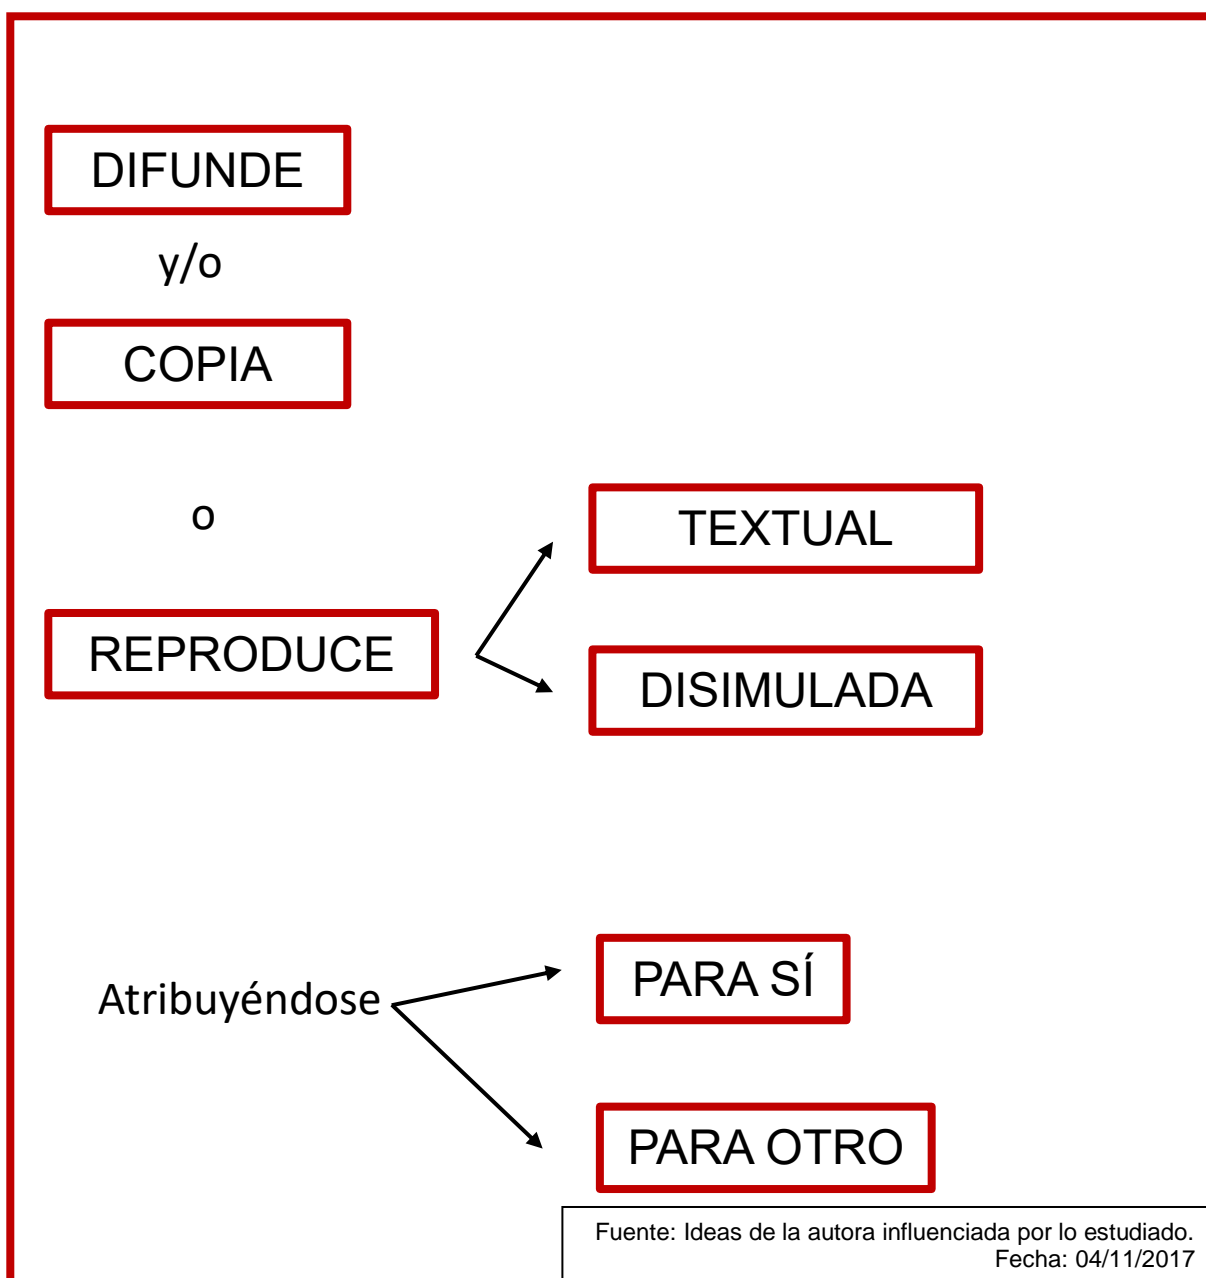 DIFUNDE
y/o
COPIA
o
TEXTUAL
REPRODUCE
DISIMULADA
Atribuyéndose
PARA SÍ
PARA OTRO
Fuente: Ideas de la autora influenciada por lo estudiado.
Fecha: 04/11/2017